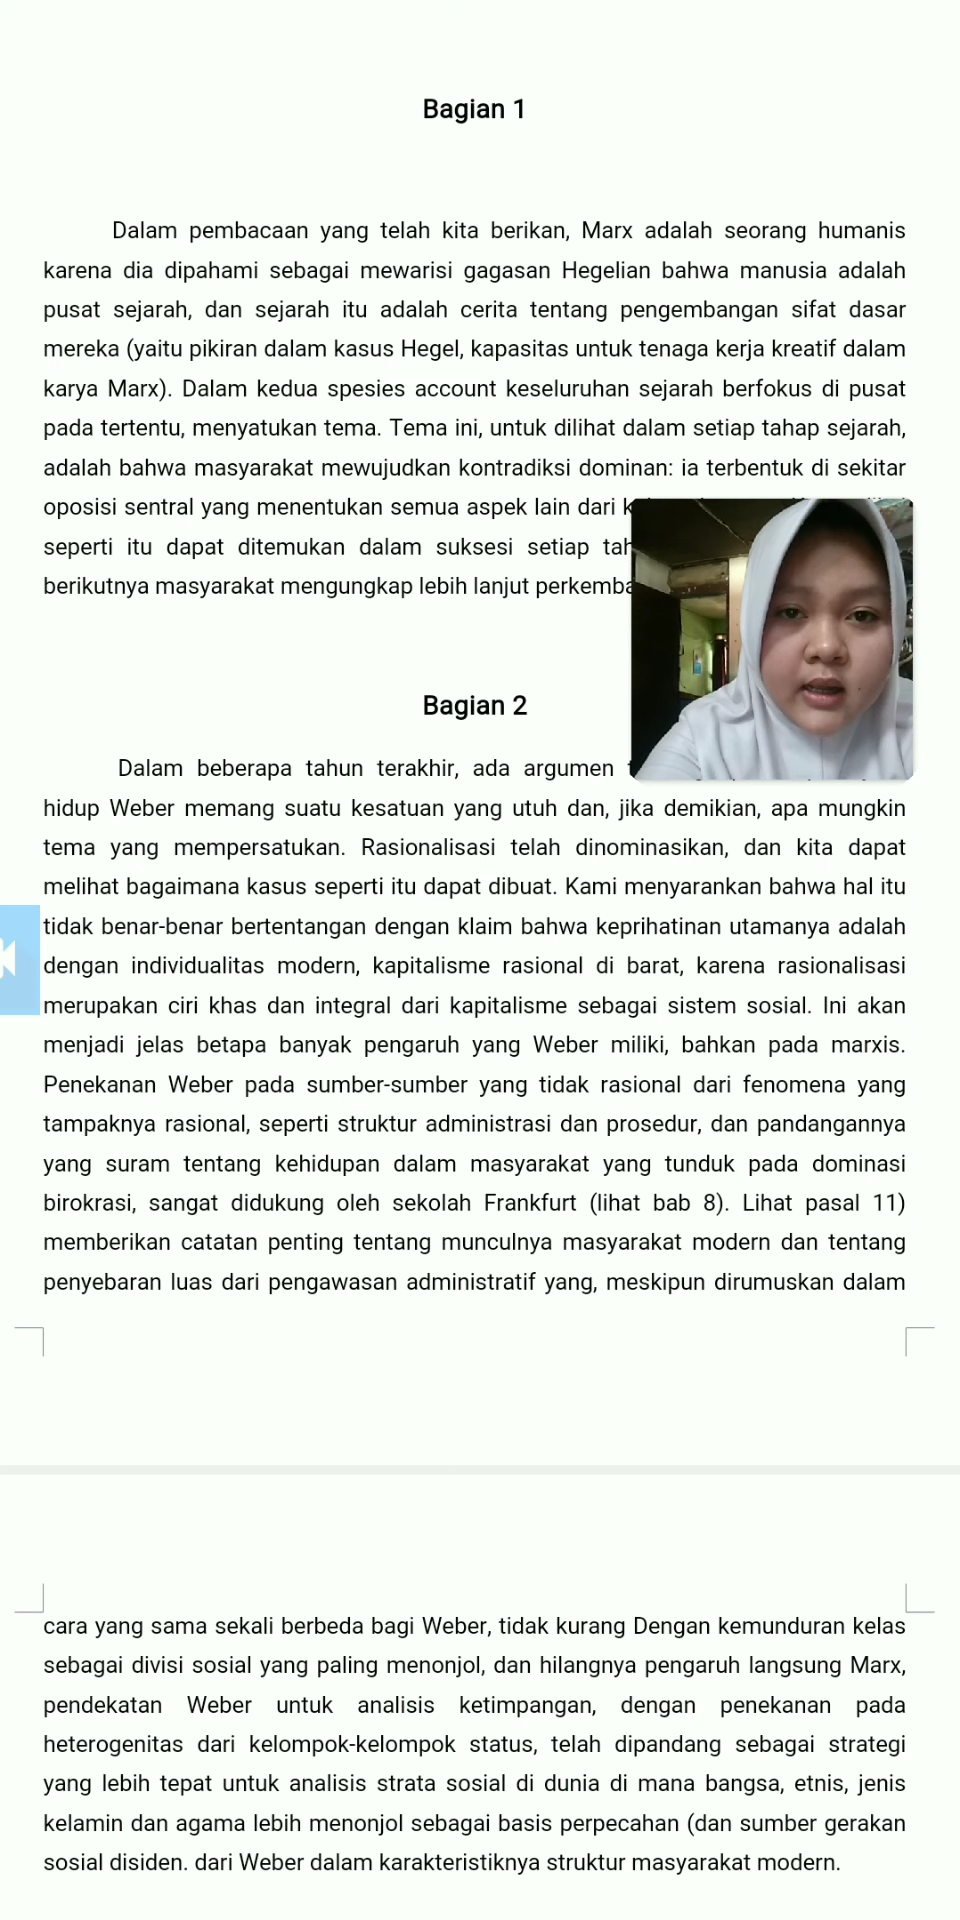 Bagian 1
Dalam pembacaan yang telah kita berikan, Marx adalah seorang humanis
karena dia dipahami sebagai mewarisi gagasan Hegelian bahwa manusia adalah
pusat sejarah, dan sejarah itu adalah cerita tentang pengembangan sifat dasar
mereka (yaitu pikiran dalam kasus Hegel, kapasitas untuk tenaga kerja kreatif dalam
karya Marx). Dalam kedua spesies account keseluruhan sejarah berfokus di pusat
pada tertentu, menyatukan tema. Tema ini, untuk dilihat dalam setiap tahap sejarah,
adalah bahwa masyarakat mewujudkan kontradiksi dominan: ia terbentuk di sekitar
oposisi sentral yang menentukan semua aspek lain dari
seperti itu dapat ditemukan dalam suksesi setiap
berikutnya masyarakat mengungkap lebih lanjut
Bagian 2
Dalam beberapa tahun terakhir, ada argumen
hidup Weber memang suatu kesatuan yang utuh dan, jika demikian, apa mungkin
tema yang mempersatukan. Rasionalisasi telah dinominasikan, dan kita dapat
melihat bagaimana kasus seperti itu dapat dibuat. Kami menyarankan bahwa hal itu
tidak benar-benar bertentangan dengan klaim bahwa keprihatinan utamanya adalah
dengan individualitas modern, kapitalisme rasional di barat, karena rasionalisasi
merupakan ciri khas dan integral dari kapitalisme sebagai sistem sosial. Ini akan
menjadi jelas betapa banyak pengaruh yang Weber miliki, bahkan pada marxis.
Penekanan Weber pada sumber-sumber yang tidak rasional dari fenomena yang
tampaknya rasional, seperti struktur administrasi dan prosedur, dan pandangannya
yang suram tentang kehidupan dalam masyarakat yang tunduk pada dominasi
birokrasi, sangat didukung oleh sekolah Frankfurt (lihat bab 8). Lihat pasal 11)
memberikan catatan penting tentang munculnya masyarakat modern dan tentang
penyebaran luas dari pengawasan administratif yang, meskipun dirumuskan dalam
cara yang sama sekali berbeda bagi Weber, tidak kurang Dengan kemunduran kelas
sebagai divisi sosial yang paling menonjol, dan hilangnya pengaruh langsung Marx,
pendekatan Weber untuk analisis ketimpangan, dengan penekanan pada
heterogenitas dari kelompok-kelompok status, telah dipandang sebagai strategi
yang lebih tepat untuk analisis strata sosial di dunia di mana bangsa, etnis, jenis
kelamin dan agama lebih menonjol sebagai basis perpecahan (dan sumber gerakan
sosial disiden. dari Weber dalam karakteristiknya struktur masyarakat modern.